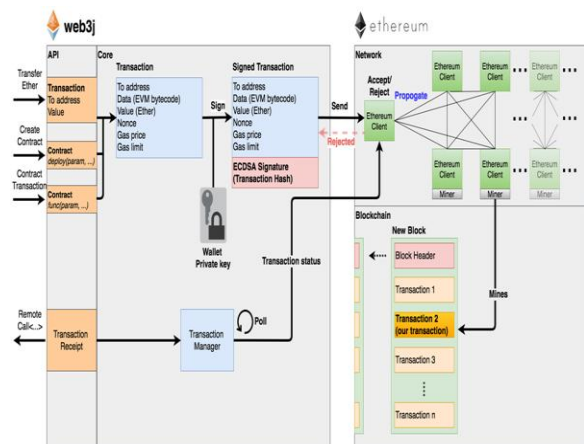 web3j
ethereum
API
Core
Network
Transfer
Ether
Transaction
To address
Value
Create
Contract
Contract
deploy(param, ...)
Contract
Transaction
Contract
func(param, ...)
Transaction
To address
Data (EVM bytecode)
Value (Ether)
Nonce
Gas price
Gas limit
Sign
Signed Transaction
To address
Data (EVM bytecode)
Value (Ether)
Nonce
Gas price
Gas limit
ECDSA Signature
(Transaction Hash)
Wallet
Private key
Send
Rejected
Accept/
Reject
Ethereum
Client
Propogate
Ethereum
Client
Ethereum
Client
Ethereum
Client
Ethereum
Client
Miner
Ethereum
Client
Miner
Ethereum
Client
Miner
Transaction status
Mines
Blockchain
New Block
Block Header
Transaction 1
Transaction 2
(our transaction)
Transaction 3
Transaction n
Remote
Call<...>
Transaction
Receipt
Transaction
Manager
Poll